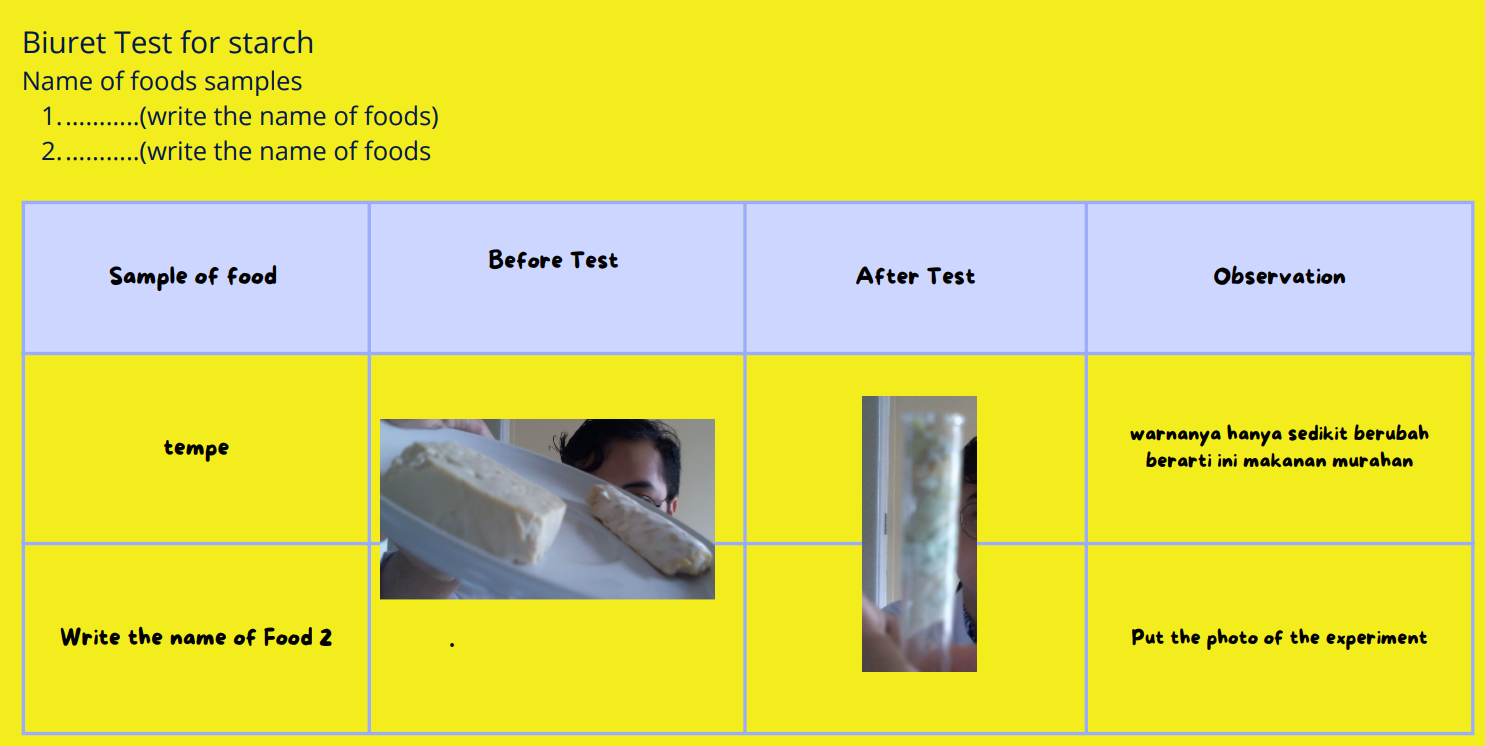 Biuret Test for starch
Name of foods samples
1. ...........(write the name of foods)
2. ...........(write the name of foods
Sample of food
Before Test
After Test
Observation
tempe
warnanya hanya sedikit berubah
berarti ini makanan murahan
Write the name of Food 2
.
Put the photo of the experiment